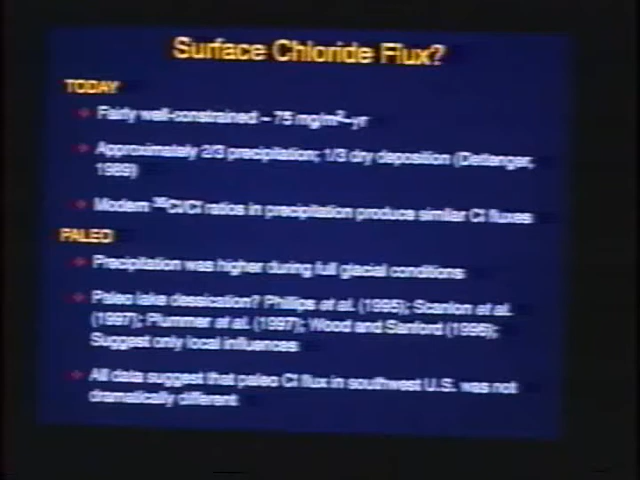 Surface Chloride Flux?
TODAY
Fairly well-constrained ~ 75 mg/m²-yr
Approximately 2/3 precipitation; 1/3 dry deposition (Dettenger,
1989)
Modern ³⁶Cl/Cl ratios in precipitation produce similar Cl fluxes
PALEO
Precipitation was higher during full glacial conditions
Paleo lake dessication? Phillips et al. (1995); Scanlon et al.
(1997); Plummer et al. (1997); Wood and Sanford (1995);
Suggest only local influences
All data suggest that paleo Cl flux in southwest U.S. was not
dramatically different